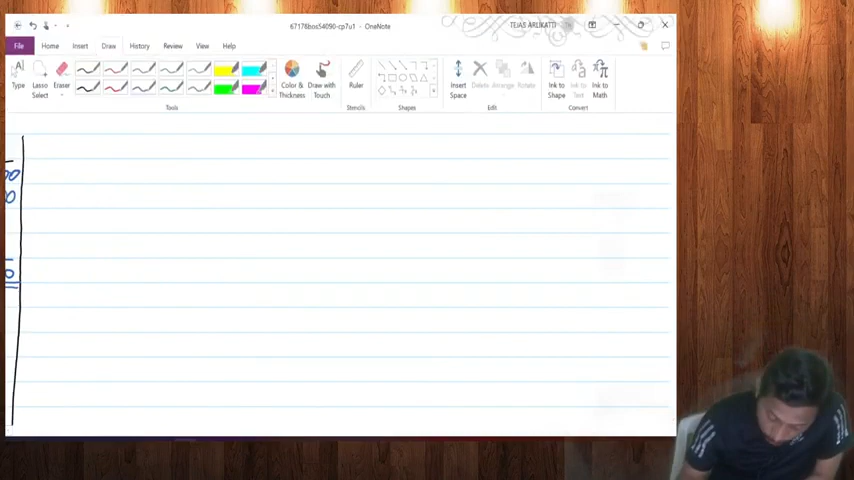 67178bos54090-cp7u1 - OneNote
TEJAS ARLIKATTI
File Home Insert Draw History Review View Help
Type
Lasso Select
Eraser
Color & Thickness
Draw with Touch
Ruler
Insert Space
Delete
Arrange
Rotate
Ink to Shape
Ink to Text
Ink to Math
Tools
Stencils
Shapes
Edit
Convert